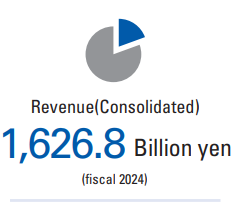 Revenue(Consolidated)
1,626.8 Billion yen
(fiscal 2024)